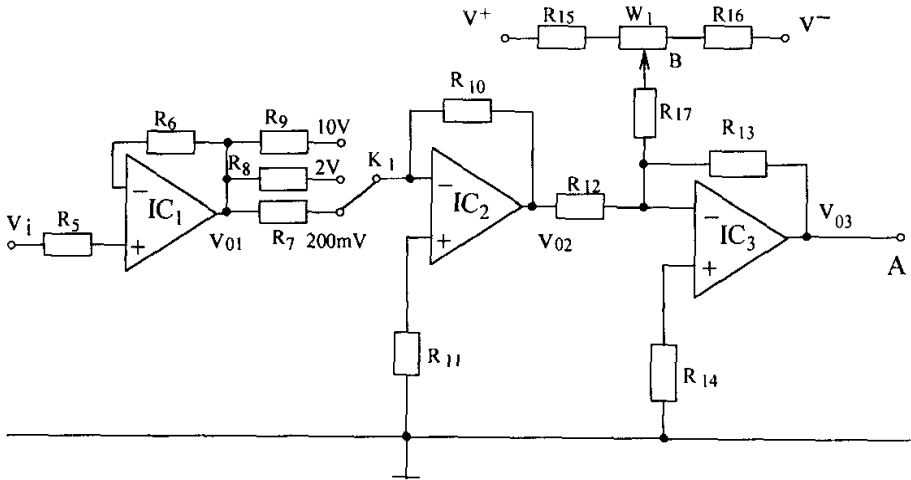 V+
R15
W1
R16
V−
B
R10
R17
R6
R9
10V
R13
R8
2V
K1
IC1
−
+
Vi
R5
V01
R7
200mV
IC2
−
+
R12
V02
IC3
−
+
V03
A
R11
R14